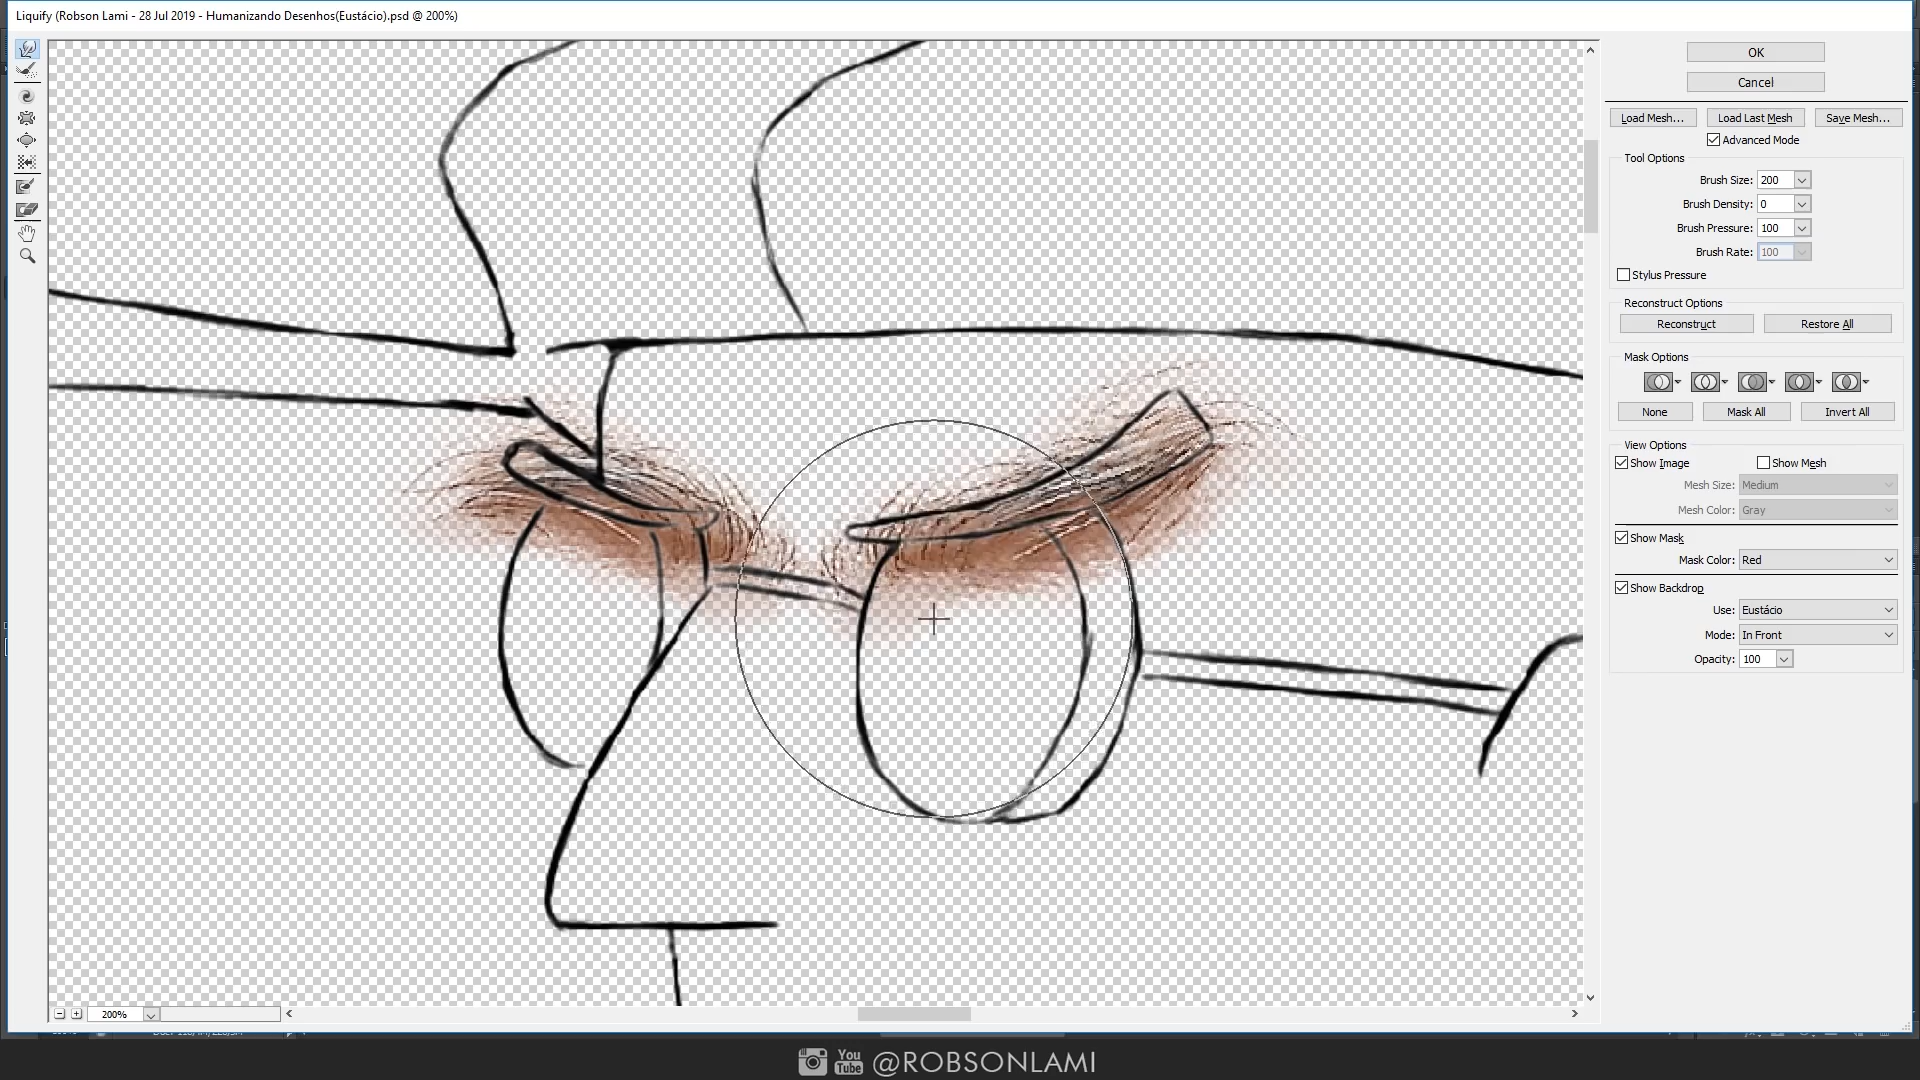 Liquify (Robson Lami - 28 Jul 2019 - Humanizando Desenhos(Eustácio).psd @ 200%)
OK
Cancel
Load Mesh...
Load Last Mesh
Save Mesh...
Advanced Mode
Tool Options
Brush Size: 200
Brush Density: 0
Brush Pressure: 100
Brush Rate: 100
Stylus Pressure
Reconstruct Options
Reconstruct
Restore All
Mask Options
None
Mask All
Invert All
View Options
Show Image
Show Mesh
Mesh Size: Medium
Mesh Color: Gray
Show Mask
Mask Color: Red
Show Backdrop
Use: Eustácio
Mode: In Front
Opacity: 100
200%
You
Tube
@ROBSONLAMI